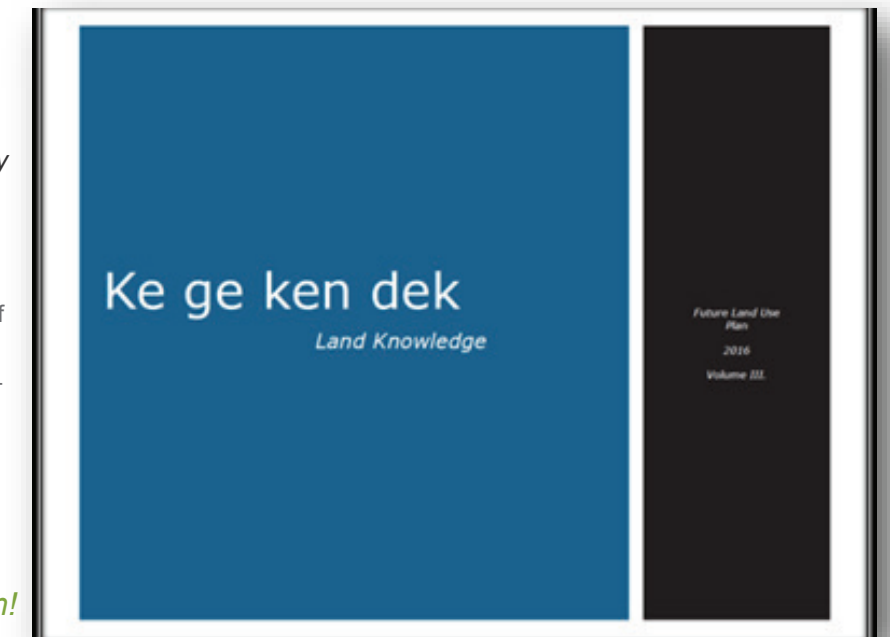 Ke ge ken dek
Land Knowledge
Future Land Use
Plan
2016
Volume III.